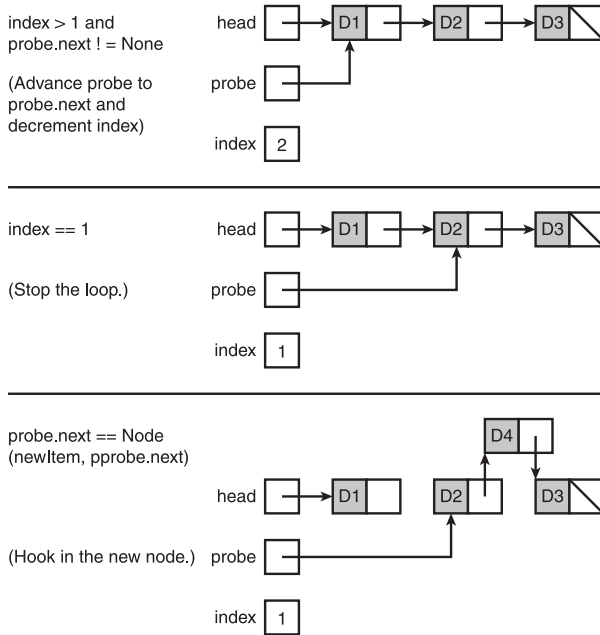 index > 1 and
probe.next ! = None
(Advance probe to
probe.next and
decrement index)
head
D1
D2
D3
probe
index
2
index == 1
(Stop the loop.)
head
D1
D2
D3
probe
index
1
probe.next == Node
(newItem, pprobe.next)
(Hook in the new node.)
D4
head
D1
D2
D3
probe
index
1